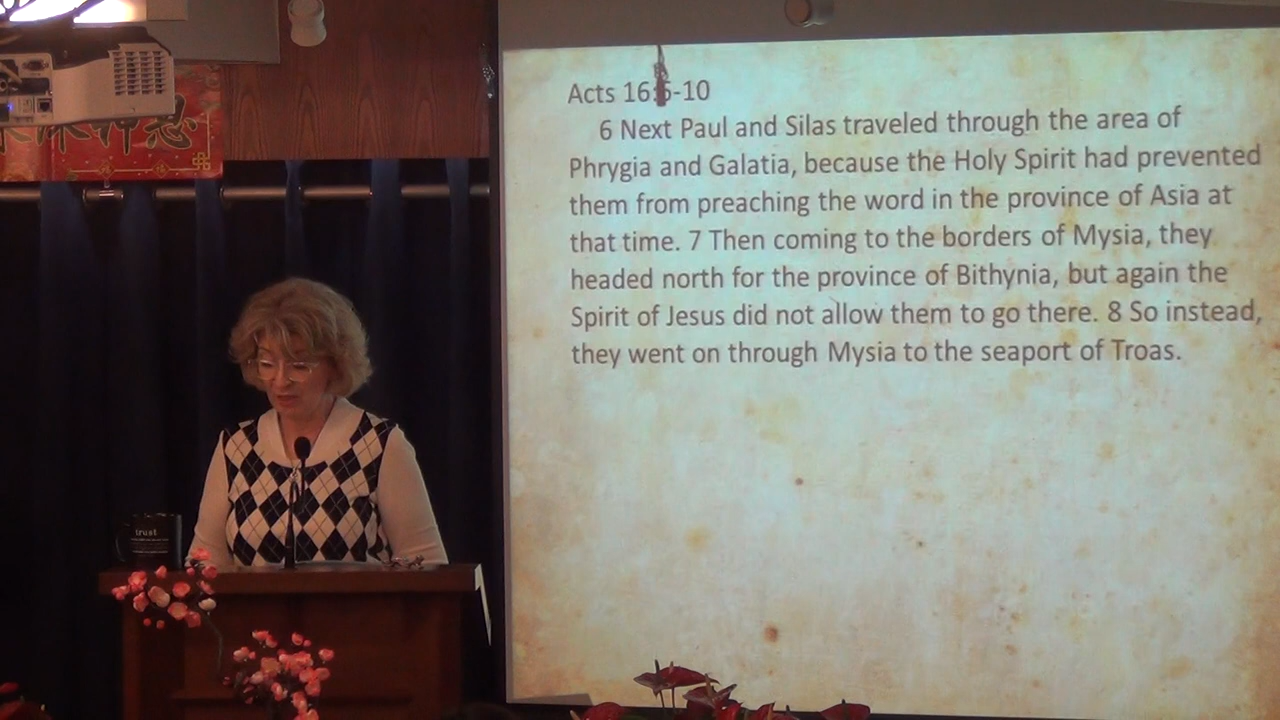 Acts 16:6-10
6 Next Paul and Silas traveled through the area of
Phrygia and Galatia, because the Holy Spirit had prevented
them from preaching the word in the province of Asia at
that time. 7 Then coming to the borders of Mysia, they
headed north for the province of Bithynia, but again the
Spirit of Jesus did not allow them to go there. 8 So instead,
they went on through Mysia to the seaport of Troas.
trust